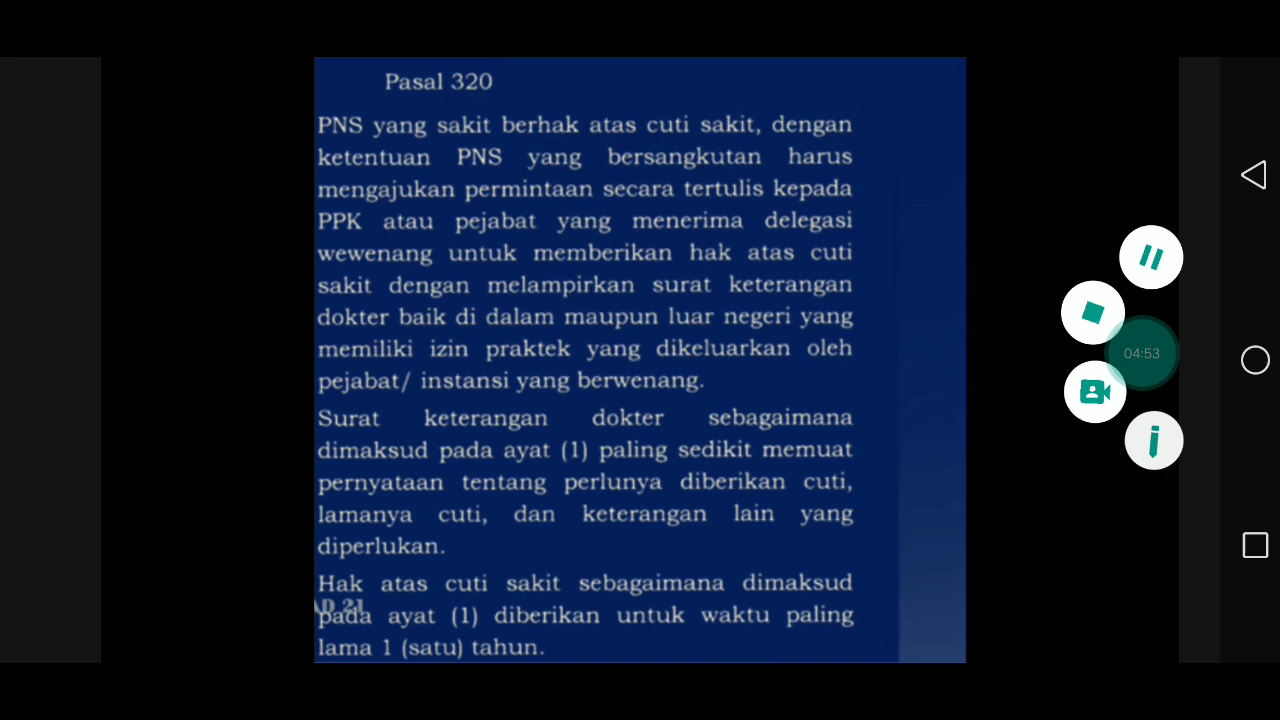 Pasal 320
PNS yang sakit berhak atas cuti sakit, dengan
ketentuan PNS yang bersangkutan harus
mengajukan permintaan secara tertulis kepada
PPK atau pejabat yang menerima delegasi
wewenang untuk memberikan hak atas cuti
sakit dengan melampirkan surat keterangan
dokter baik di dalam maupun luar negeri yang
memiliki izin praktek yang dikeluarkan oleh
pejabat/ instansi yang berwenang.
Surat keterangan dokter sebagaimana
dimaksud pada ayat (1) paling sedikit memuat
pernyataan tentang perlunya diberikan cuti,
lamanya cuti, dan keterangan lain yang
diperlukan.
Hak atas cuti sakit sebagaimana dimaksud
pada ayat (1) diberikan untuk waktu paling
lama 1 (satu) tahun.
04:53